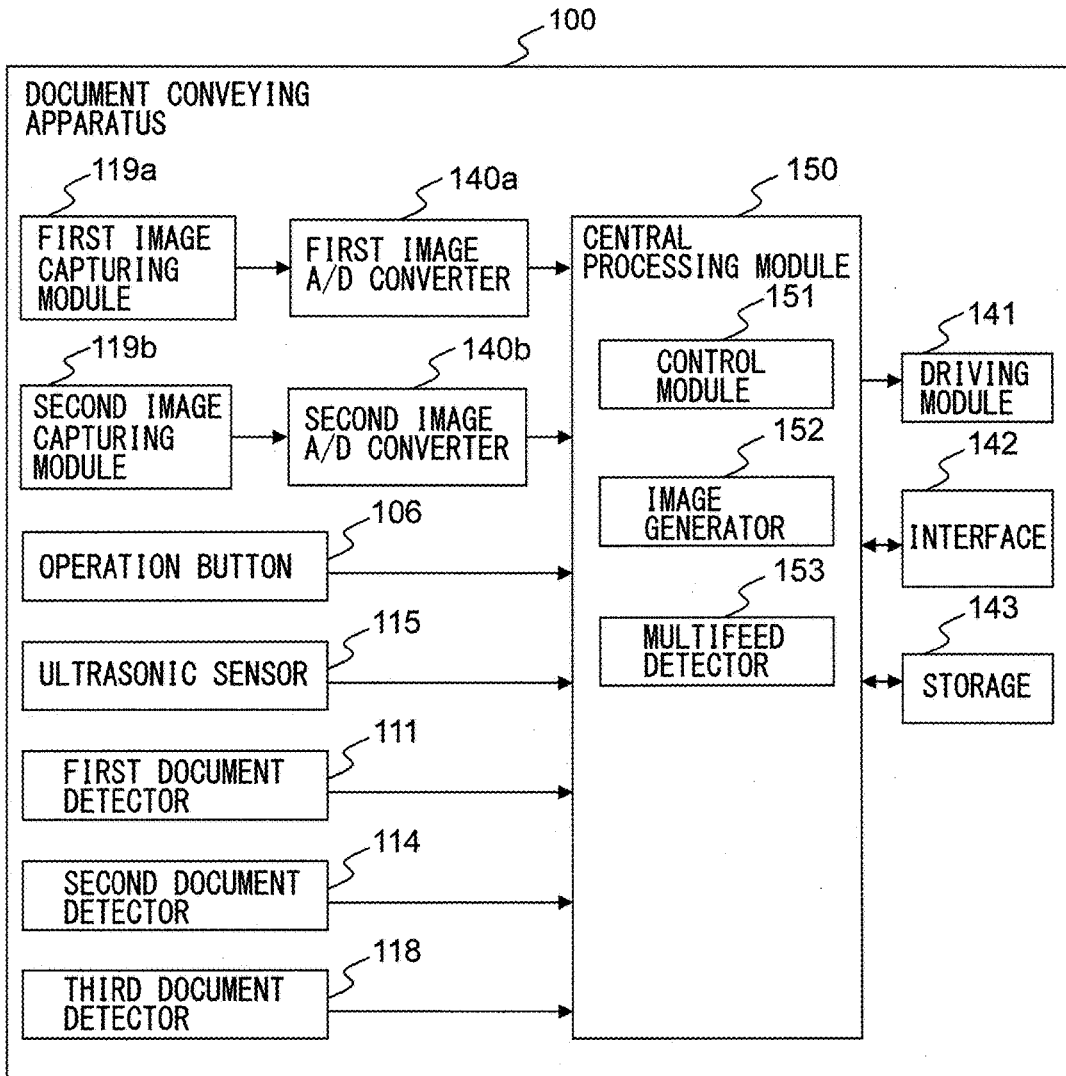 100
DOCUMENT CONVEYING
APPARATUS
119a
FIRST IMAGE
CAPTURING
MODULE
140a
FIRST IMAGE
A/D CONVERTER
150
CENTRAL
PROCESSING MODULE
119b
SECOND IMAGE
CAPTURING
MODULE
140b
SECOND IMAGE
A/D CONVERTER
151
CONTROL
MODULE
141
DRIVING
MODULE
152
IMAGE
GENERATOR
142
INTERFACE
106
OPERATION BUTTON
153
MULTIFEED
DETECTOR
143
STORAGE
115
ULTRASONIC SENSOR
111
FIRST DOCUMENT
DETECTOR
114
SECOND DOCUMENT
DETECTOR
118
THIRD DOCUMENT
DETECTOR